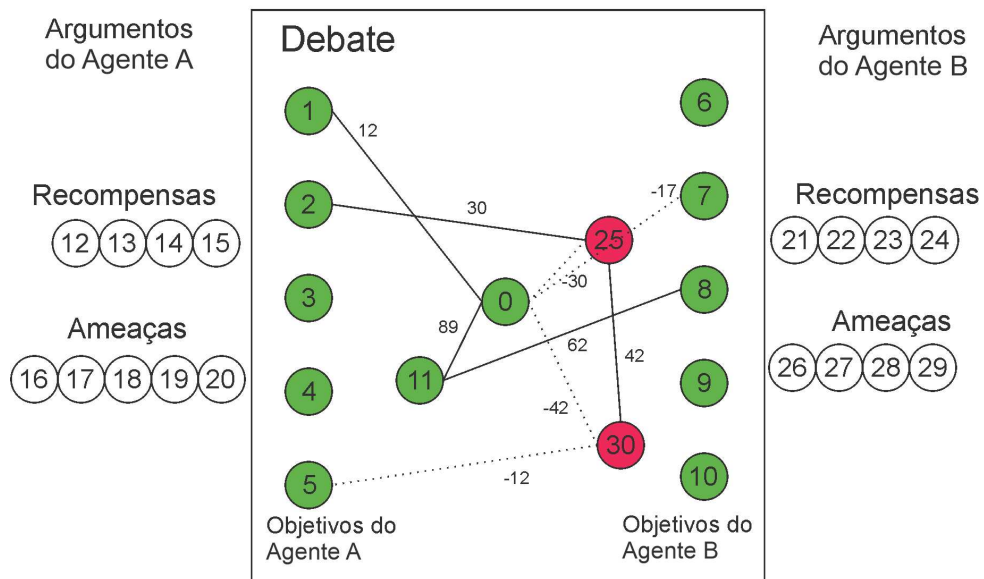 Argumentos
do Agente A
Recompensas
12 13 14 15
Ameaças
16 17 18 19 20
Debate
1
12
2
30
3
0
89
11
4
5
-12
Objetivos do
Agente A
6
-17
7
25
-30
8
62
42
-42
9
30
10
Objetivos do
Agente B
Argumentos
do Agente B
Recompensas
21 22 23 24
Ameaças
26 27 28 29